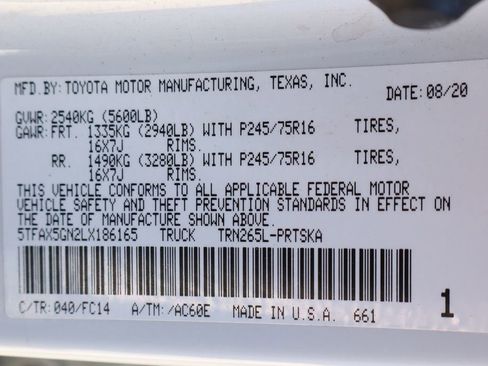 MFD.BY:TOYOTA MOTOR MANUFACTURING, TEXAS, INC.
DATE:08/20
GVWR:2540KG (5600LB)
GAWR:FRT. 1335KG (2940LB) WITH P245/75R16 TIRES,
16X7J RIMS.
RR. 1490KG (3280LB) WITH P245/75R16 TIRES,
16X7J RIMS.
THIS VEHICLE CONFORMS TO ALL APPLICABLE FEDERAL MOTOR
VEHICLE SAFETY AND THEFT PREVENTION STANDARDS IN EFFECT ON
THE DATE OF MANUFACTURE SHOWN ABOVE.
5TFAX5GN2LX186165 TRUCK TRN265L-PRTSKA
C/TR:040/FC14 A/TM:/AC60E MADE IN U.S.A. 661
1